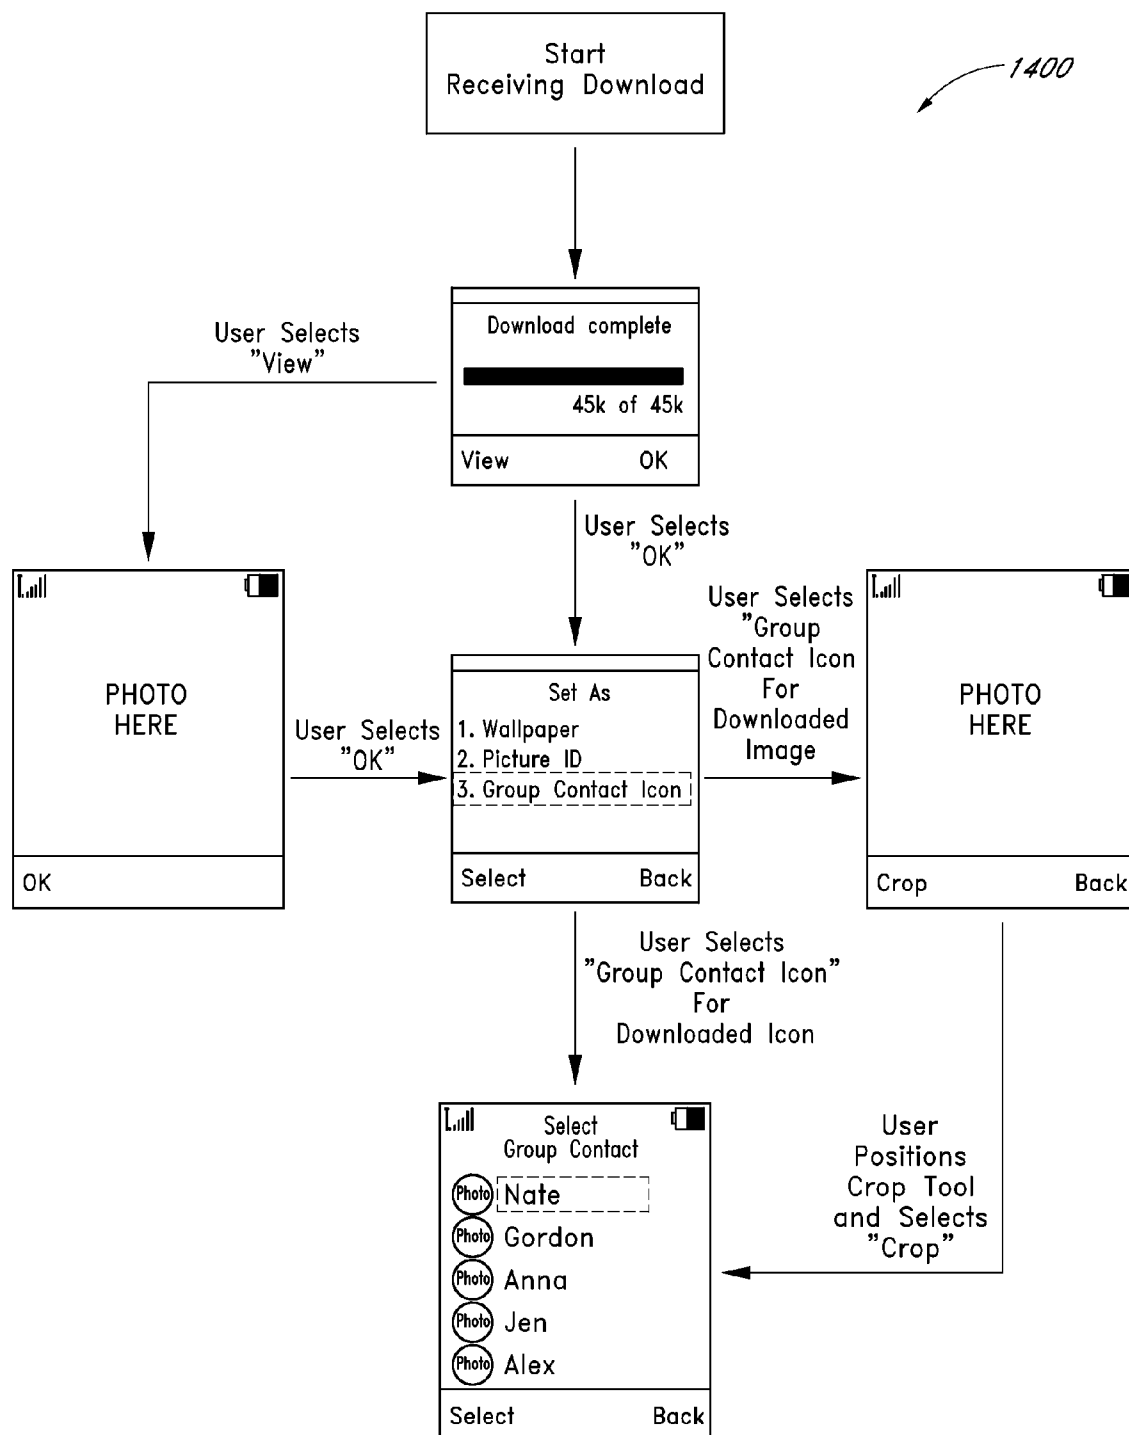 Start
Receiving Download
1400
Download complete
45k of 45k
View OK
User Selects
"View"
User Selects
"OK"
PHOTO
HERE
OK
User Selects
"OK"
Set As
1. Wallpaper
2. Picture ID
3. Group Contact Icon
Select Back
User Selects
"Group
Contact Icon
For
Downloaded
Image
PHOTO
HERE
Crop Back
User Selects
"Group Contact Icon"
For
Downloaded Icon
User
Positions
Crop Tool
and Selects
"Crop"
Select
Group Contact
Photo Nate
Photo Gordon
Photo Anna
Photo Jen
Photo Alex
Select Back